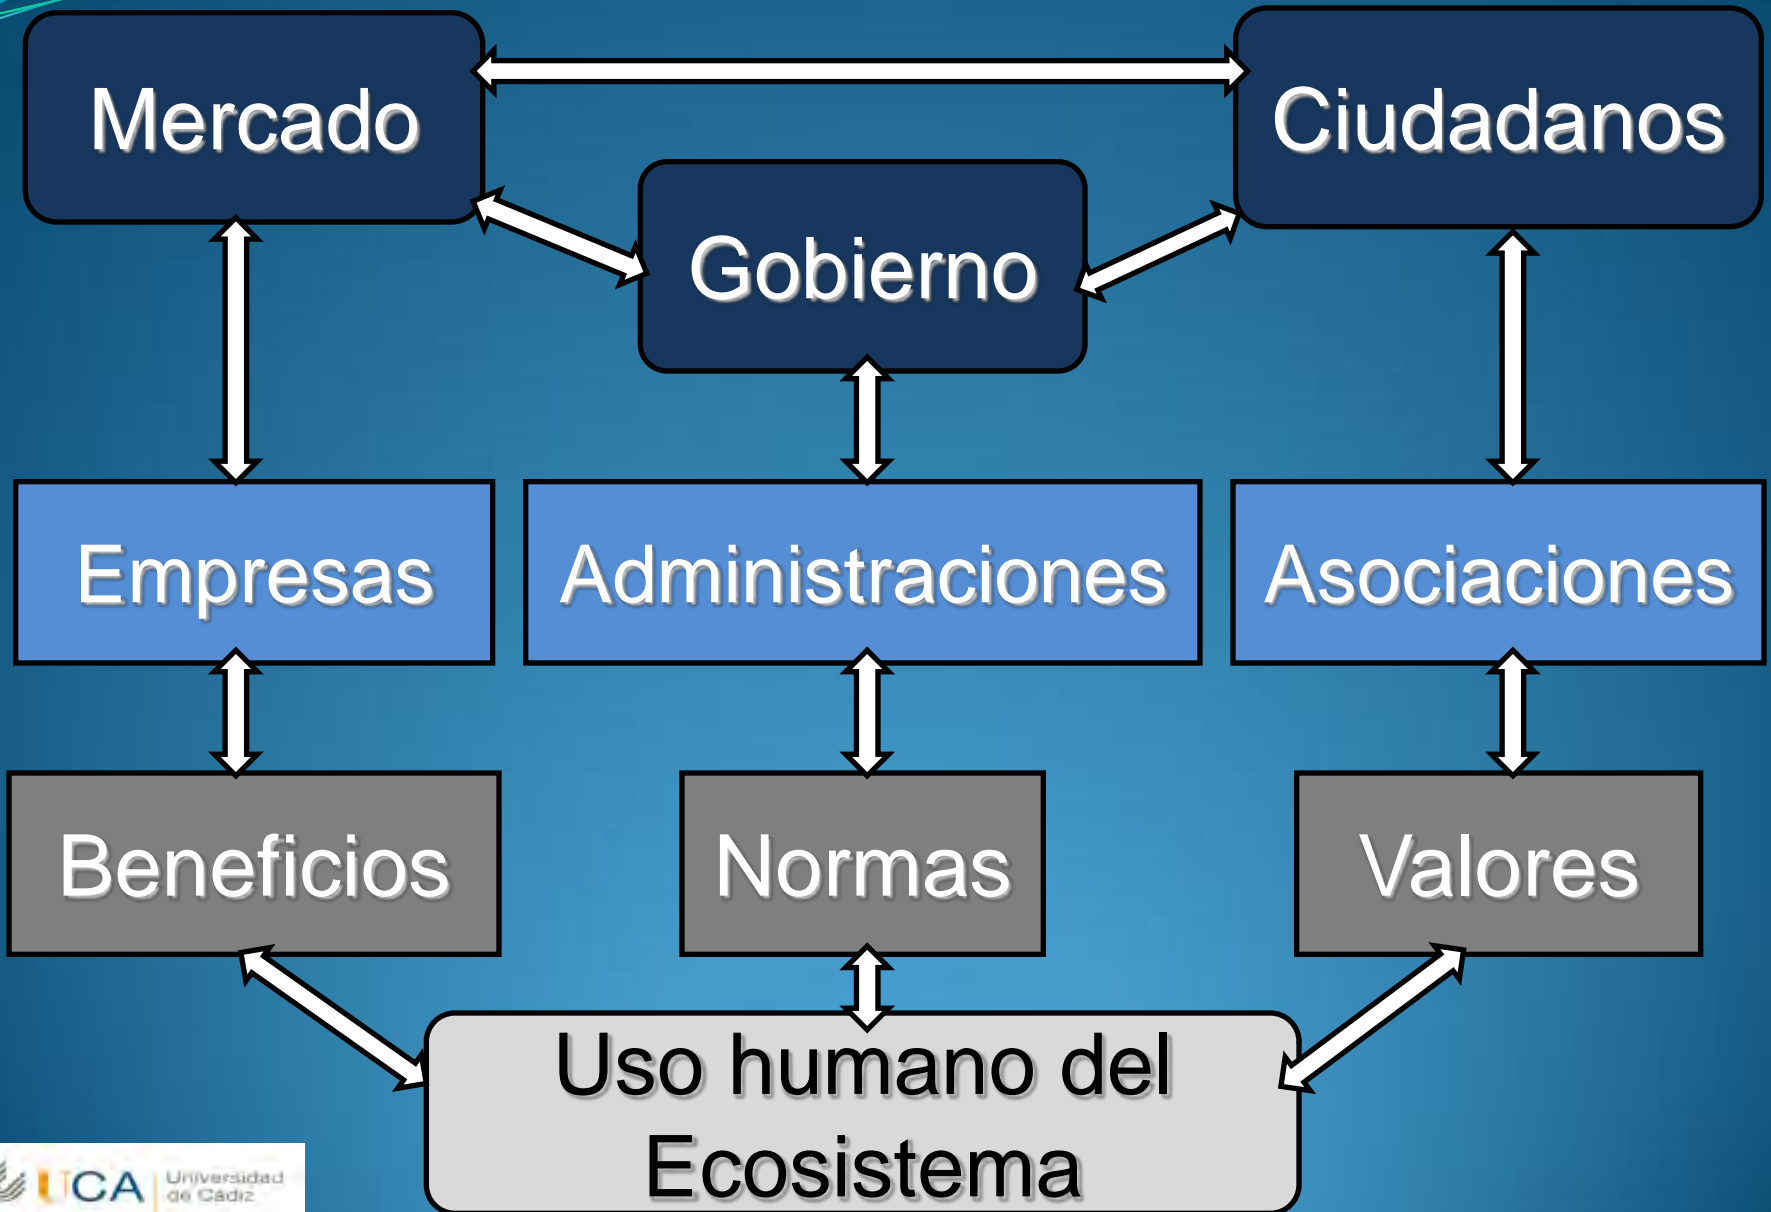 Mercado
Ciudadanos
Gobierno
Empresas
Administraciones
Asociaciones
Beneficios
Normas
Valores
Uso humano del
Ecosistema
UCA
Universidad
de Cádiz